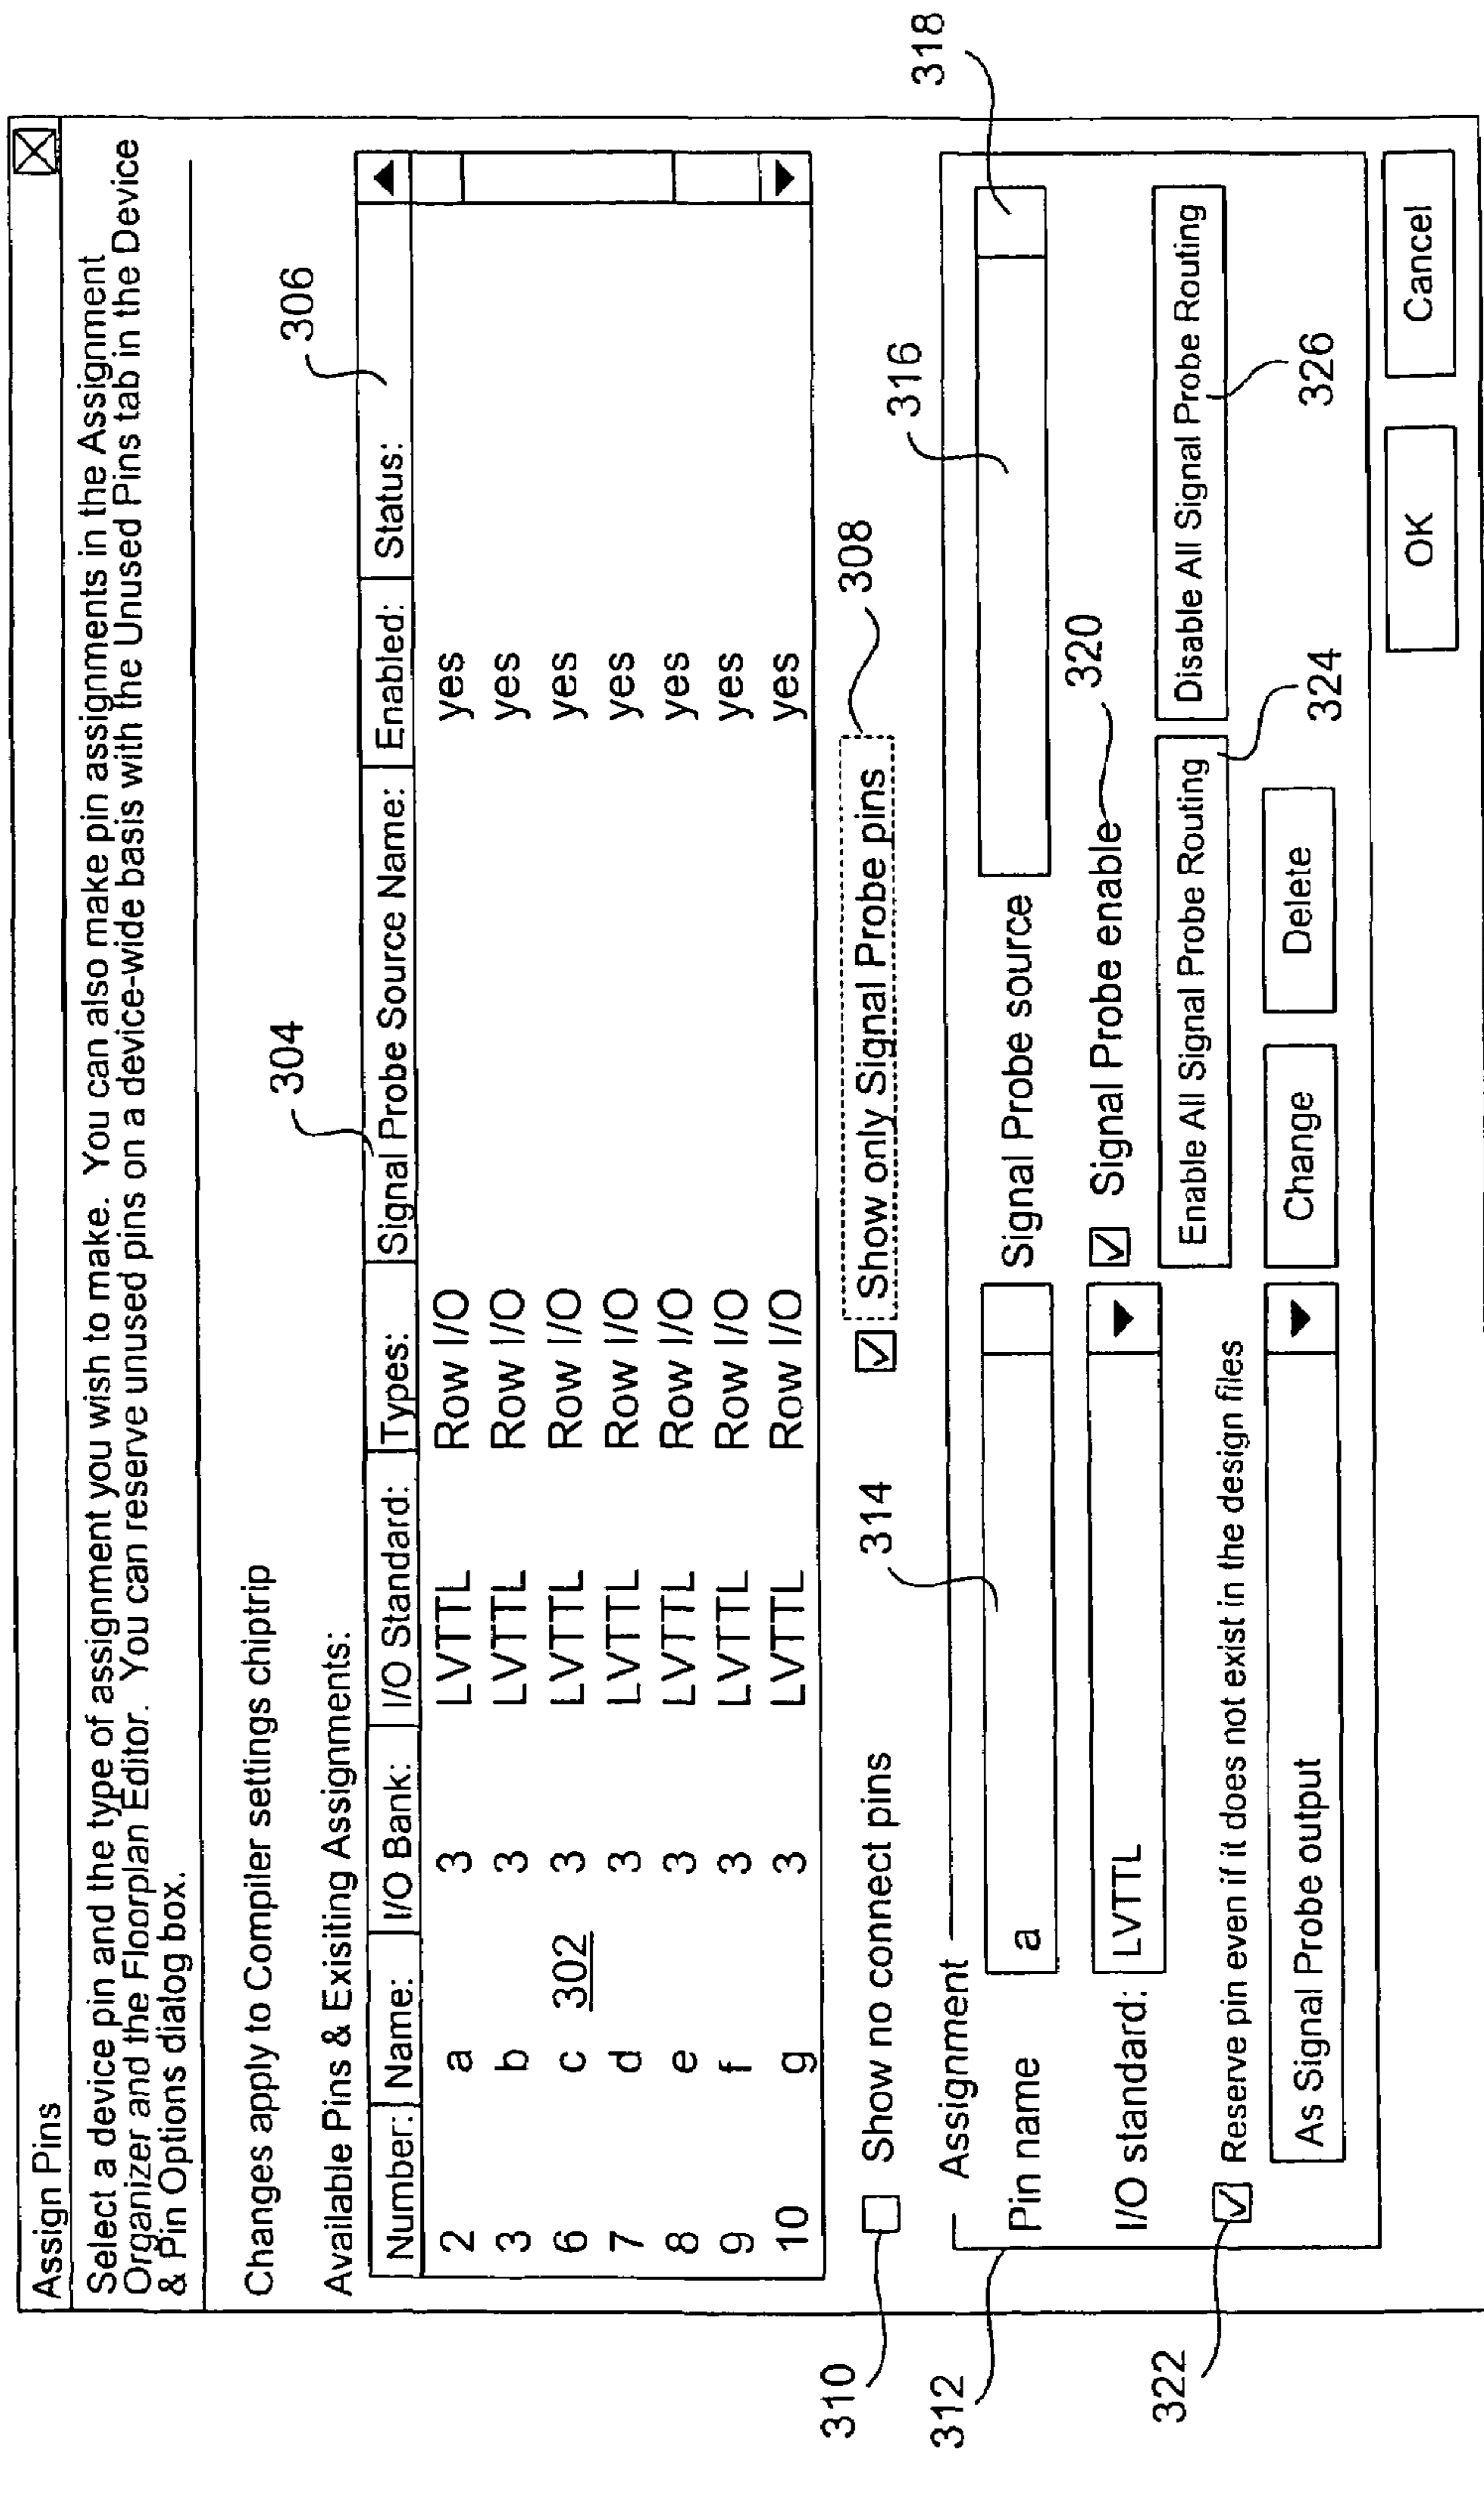 Assign Pins
Select a device pin and the type of assignment you wish to make. You can also make pin assignments in the Assignment
Organizer and the Floorplan Editor. You can reserve unused pins on a device-wide basis with the Unused Pins tab in the Device
& Pin Options dialog box.
Changes apply to Compiler settings chiptrip
Available Pins & Exisiting Assignments:
304
306
Number: Name: I/O Bank: I/O Standard: Types: Signal Probe Source Name: Enabled: Status:
2 a 3 LVTTL Row I/O yes
3 b 3 LVTTL Row I/O yes
6 c 302 3 LVTTL Row I/O yes
7 d 3 LVTTL Row I/O yes
8 e 3 LVTTL Row I/O yes
9 f 3 LVTTL Row I/O yes
10 g 3 LVTTL Row I/O yes
310 Show no connect pins 314 Show only Signal Probe pins 308 316 318
312 Assignment
Pin name a Signal Probe source
320
I/O standard: LVTTL Signal Probe enable
Enable All Signal Probe Routing Disable All Signal Probe Routing
322 Reserve pin even if it does not exist in the design files
As Signal Probe output Change Delete 324 326
OK Cancel